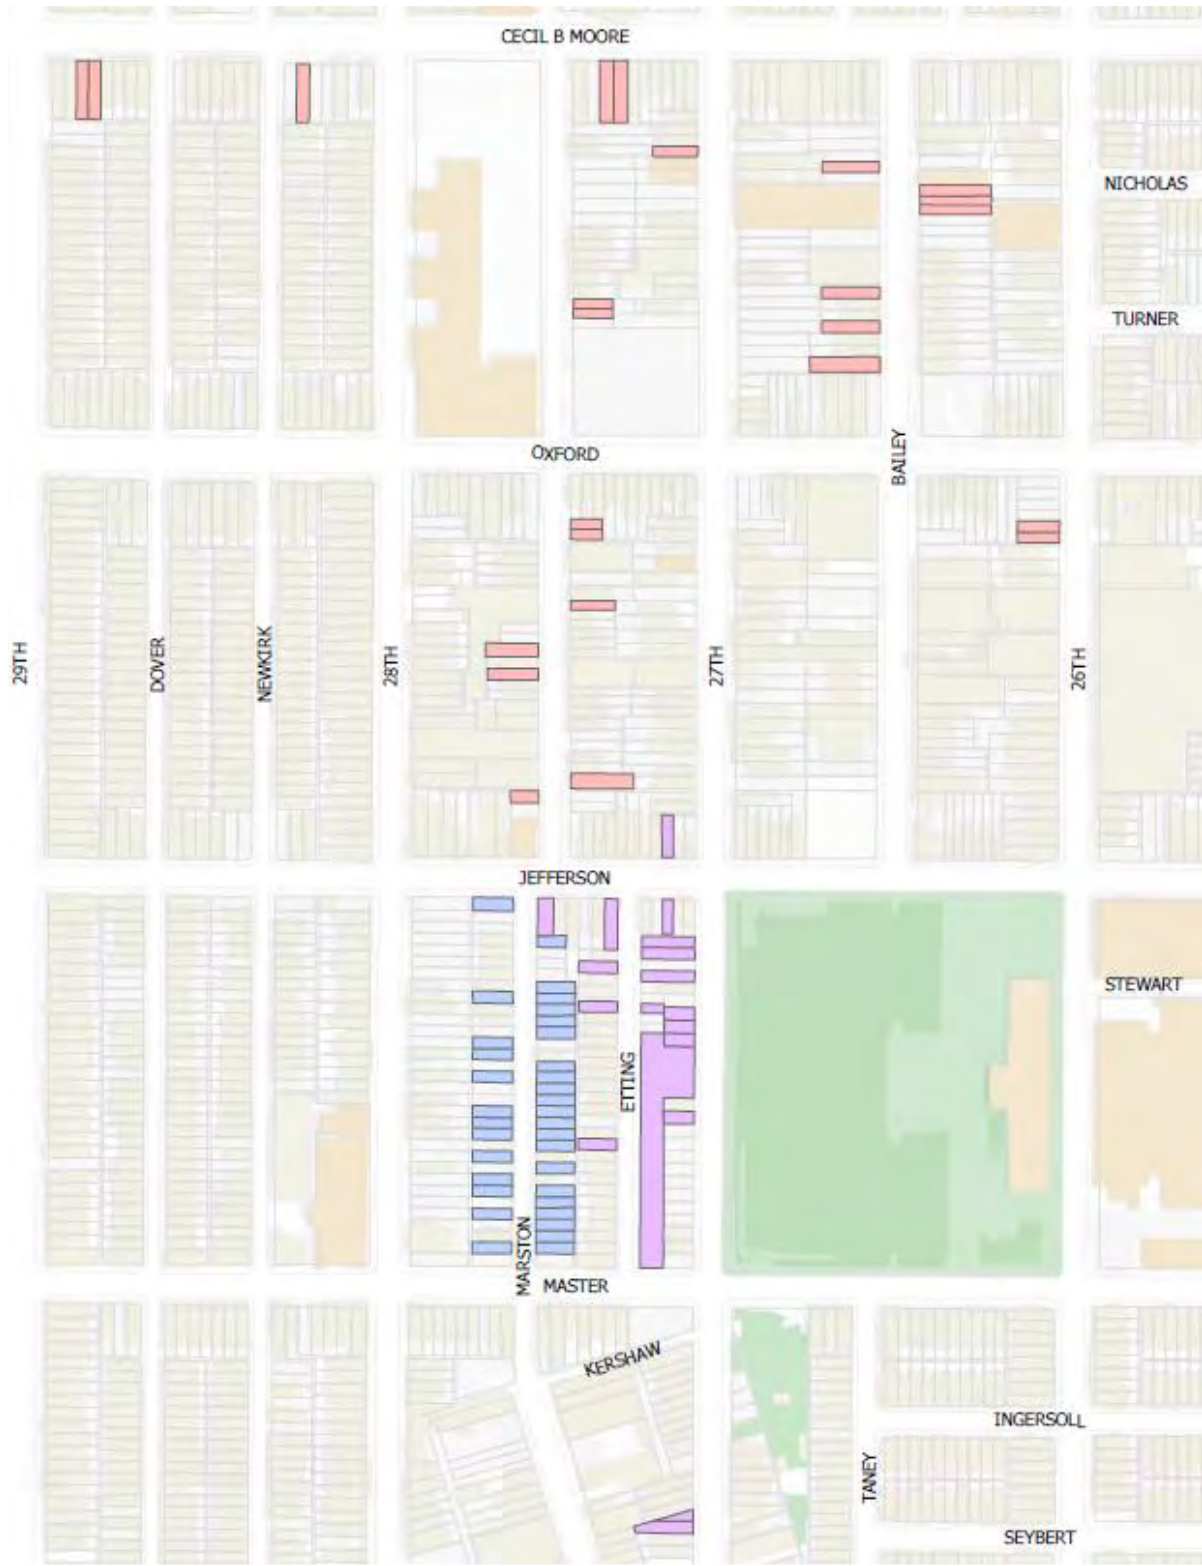 CECIL B MOORE
NICHOLAS
TURNER
OXFORD
BAILEY
29TH
DOVER
NEWKIRK
28TH
27TH
26TH
JEFFERSON
STEWART
ETTING
MARSTON
MASTER
KERSHAW
INGERSOLL
TANEY
SEYBERT